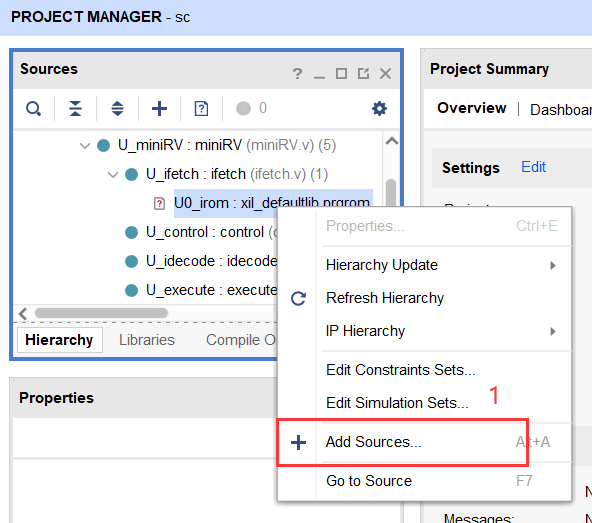 PROJECT MANAGER - sc
Sources
? _ □ ×
0
U_miniRV : miniRV (miniRV.v) (5)
U_ifetch : ifetch (ifetch.v) (1)
U0_irom : xil_defaultlib.prgrom
U_control : control
U_idecode : idecode
U_execute : execute
Hierarchy Libraries Compile O
Properties
Project Summary
Overview | Dashboar
Settings Edit
Properties... Ctrl+E
Hierarchy Update
Refresh Hierarchy
IP Hierarchy
Edit Constraints Sets...
Edit Simulation Sets...
1
Add Sources... Alt+A
Go to Source F7
Messages: